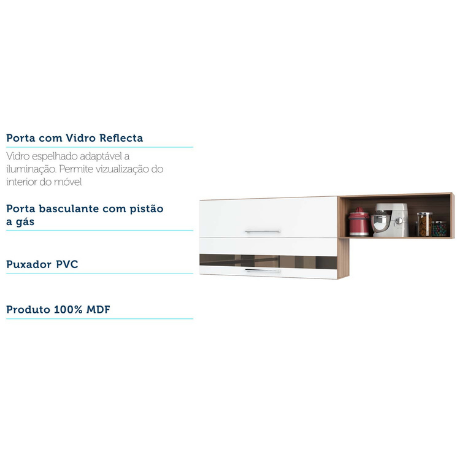 Porta com Vidro Reflecta
Vidro espelhado adaptável a
iluminação. Permite vizualização do
interior do móvel
Porta basculante com pistão
a gás
Puxador PVC
Produto 100% MDF